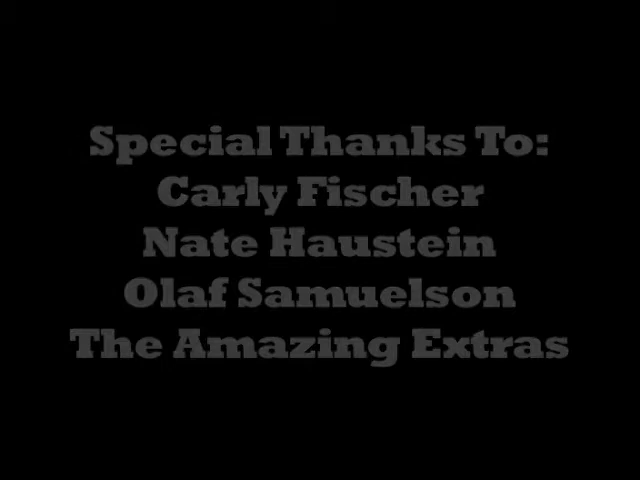 Special Thanks To:
Carly Fischer
Nate Haustein
Olaf Samuelson
The Amazing Extras